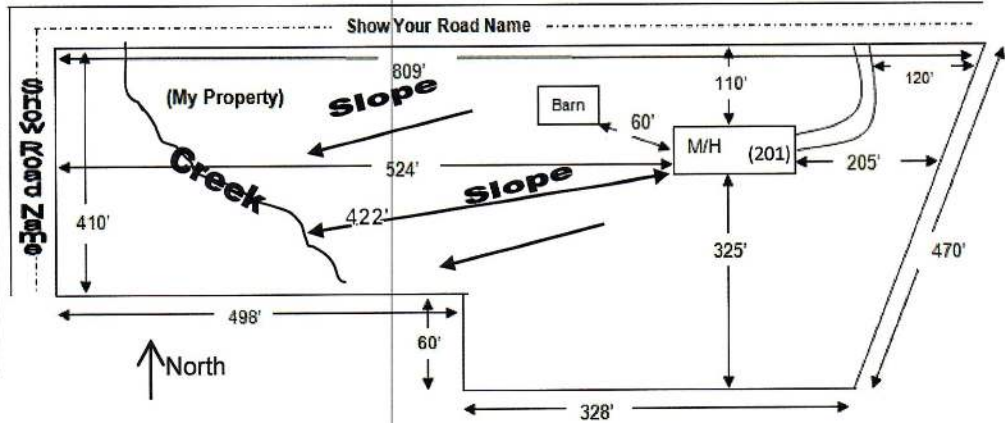 Show Your Road Name
Show Road Name
809'
110'
120'
(My Property)
Slope
Barn
60'
M/H (201)
Creek
524'
205'
Slope
422'
410'
325'
470'
498'
60'
North
328'